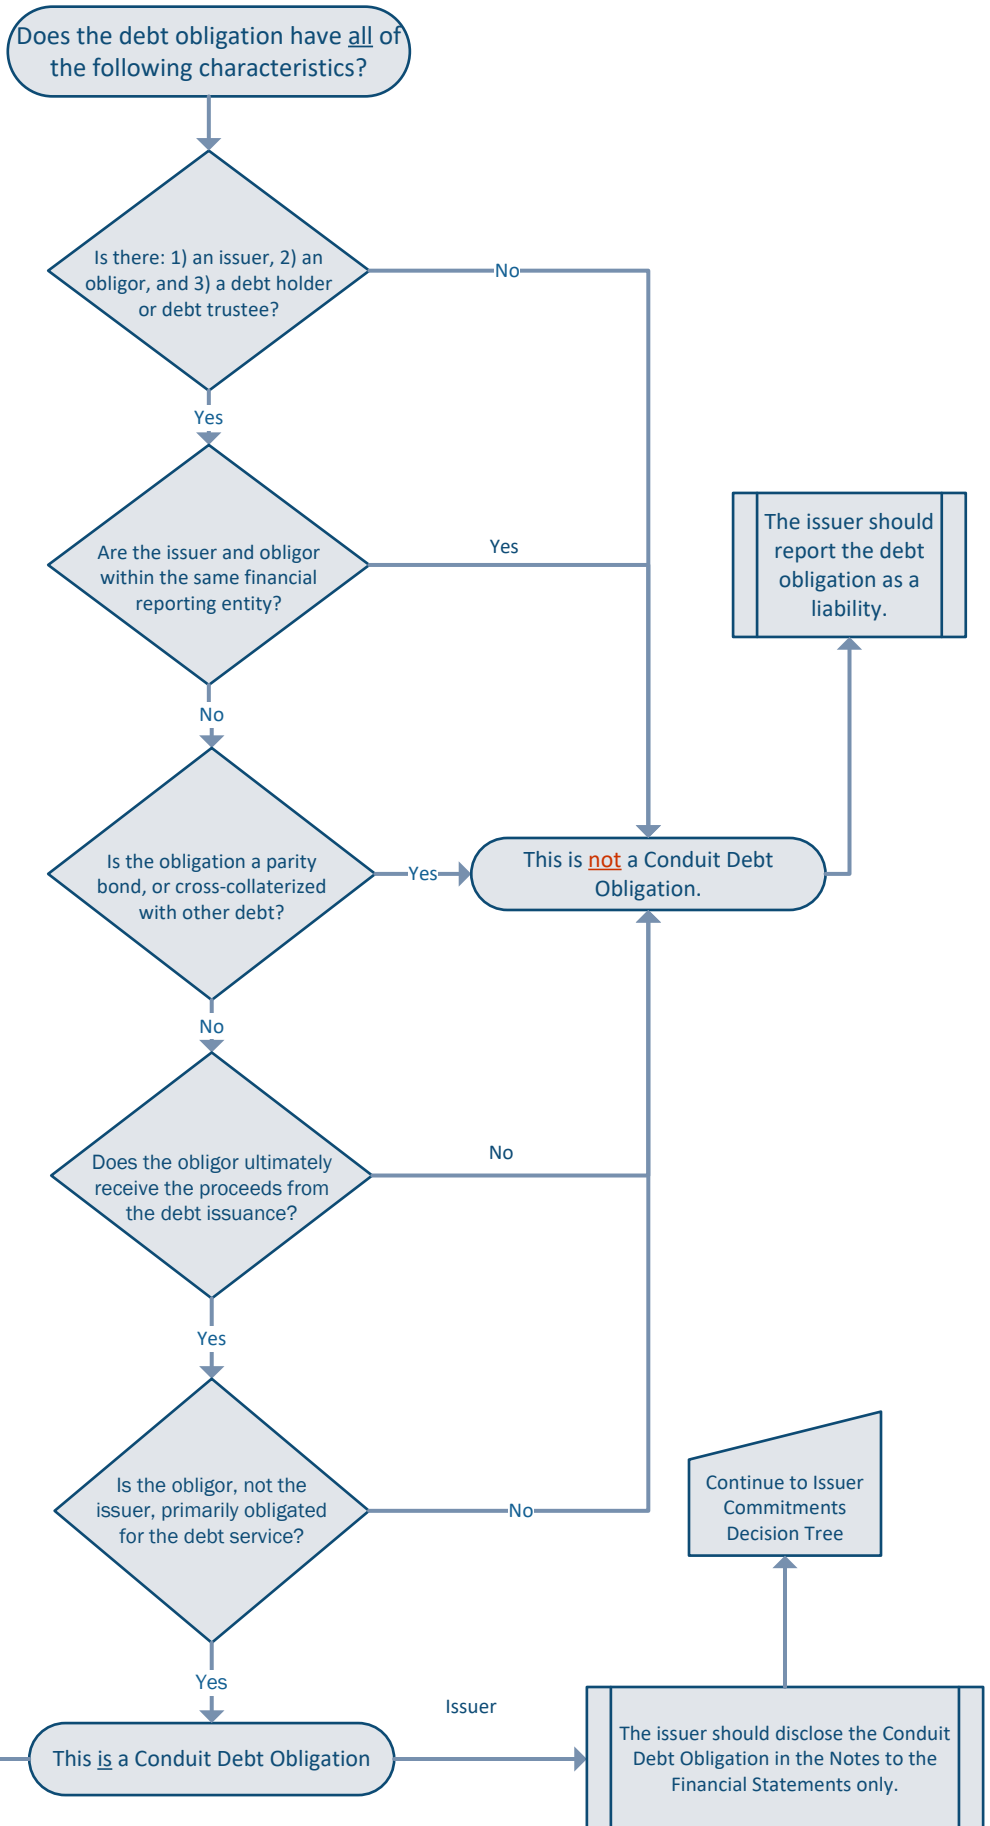 Does the debt obligation have all of
the following characteristics?
Is there: 1) an issuer, 2) an
obligor, and 3) a debt holder
or debt trustee?
No
Yes
Are the issuer and obligor
within the same financial
reporting entity?
Yes
The issuer should
report the debt
obligation as a
liability.
No
Is the obligation a parity
bond, or cross-collaterized
with other debt?
Yes
This is not a Conduit Debt
Obligation.
No
Does the obligor ultimately
receive the proceeds from
the debt issuance?
No
Yes
Is the obligor, not the
issuer, primarily obligated
for the debt service?
No
Continue to Issuer
Commitments
Decision Tree
Yes
This is a Conduit Debt Obligation
Issuer
The issuer should disclose the Conduit
Debt Obligation in the Notes to the
Financial Statements only.